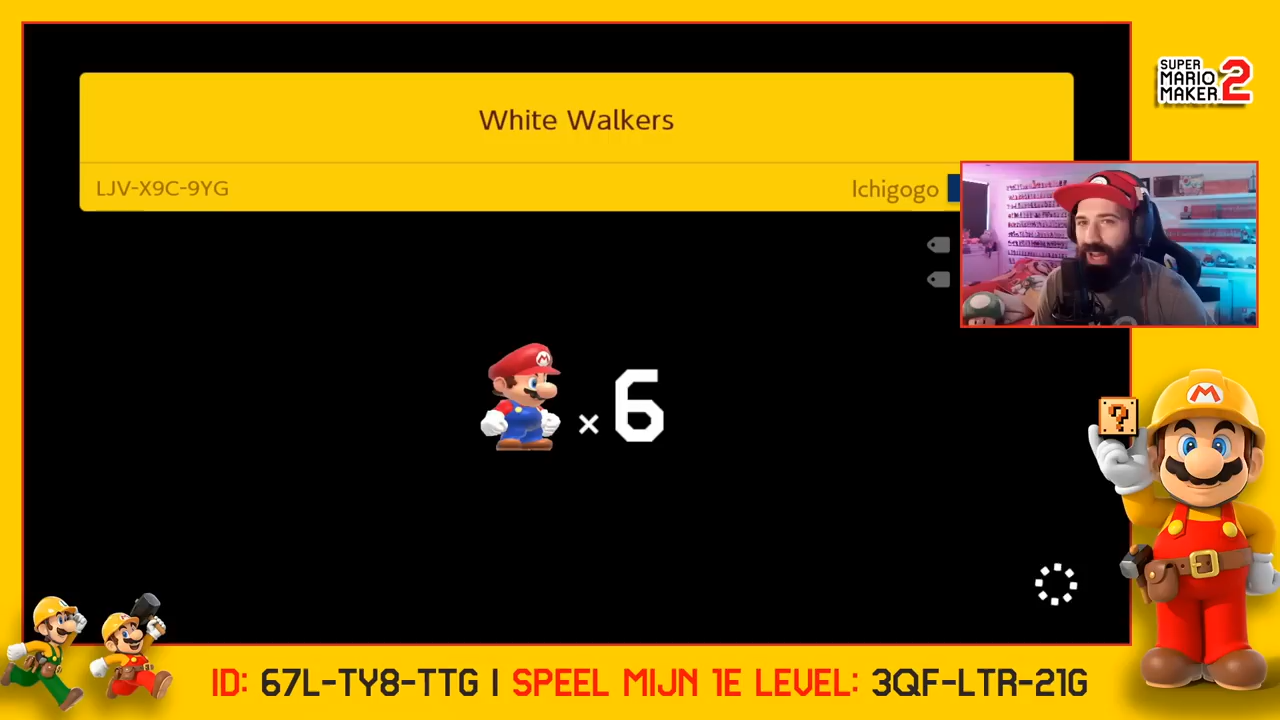 White Walkers
LJV-X9C-9YG
Ichigogo
× 6
SUPER
MARIO
MAKER 2
ID: 67L-TY8-TTG | SPEEL MIJN 1E LEVEL: 3QF-LTR-21G